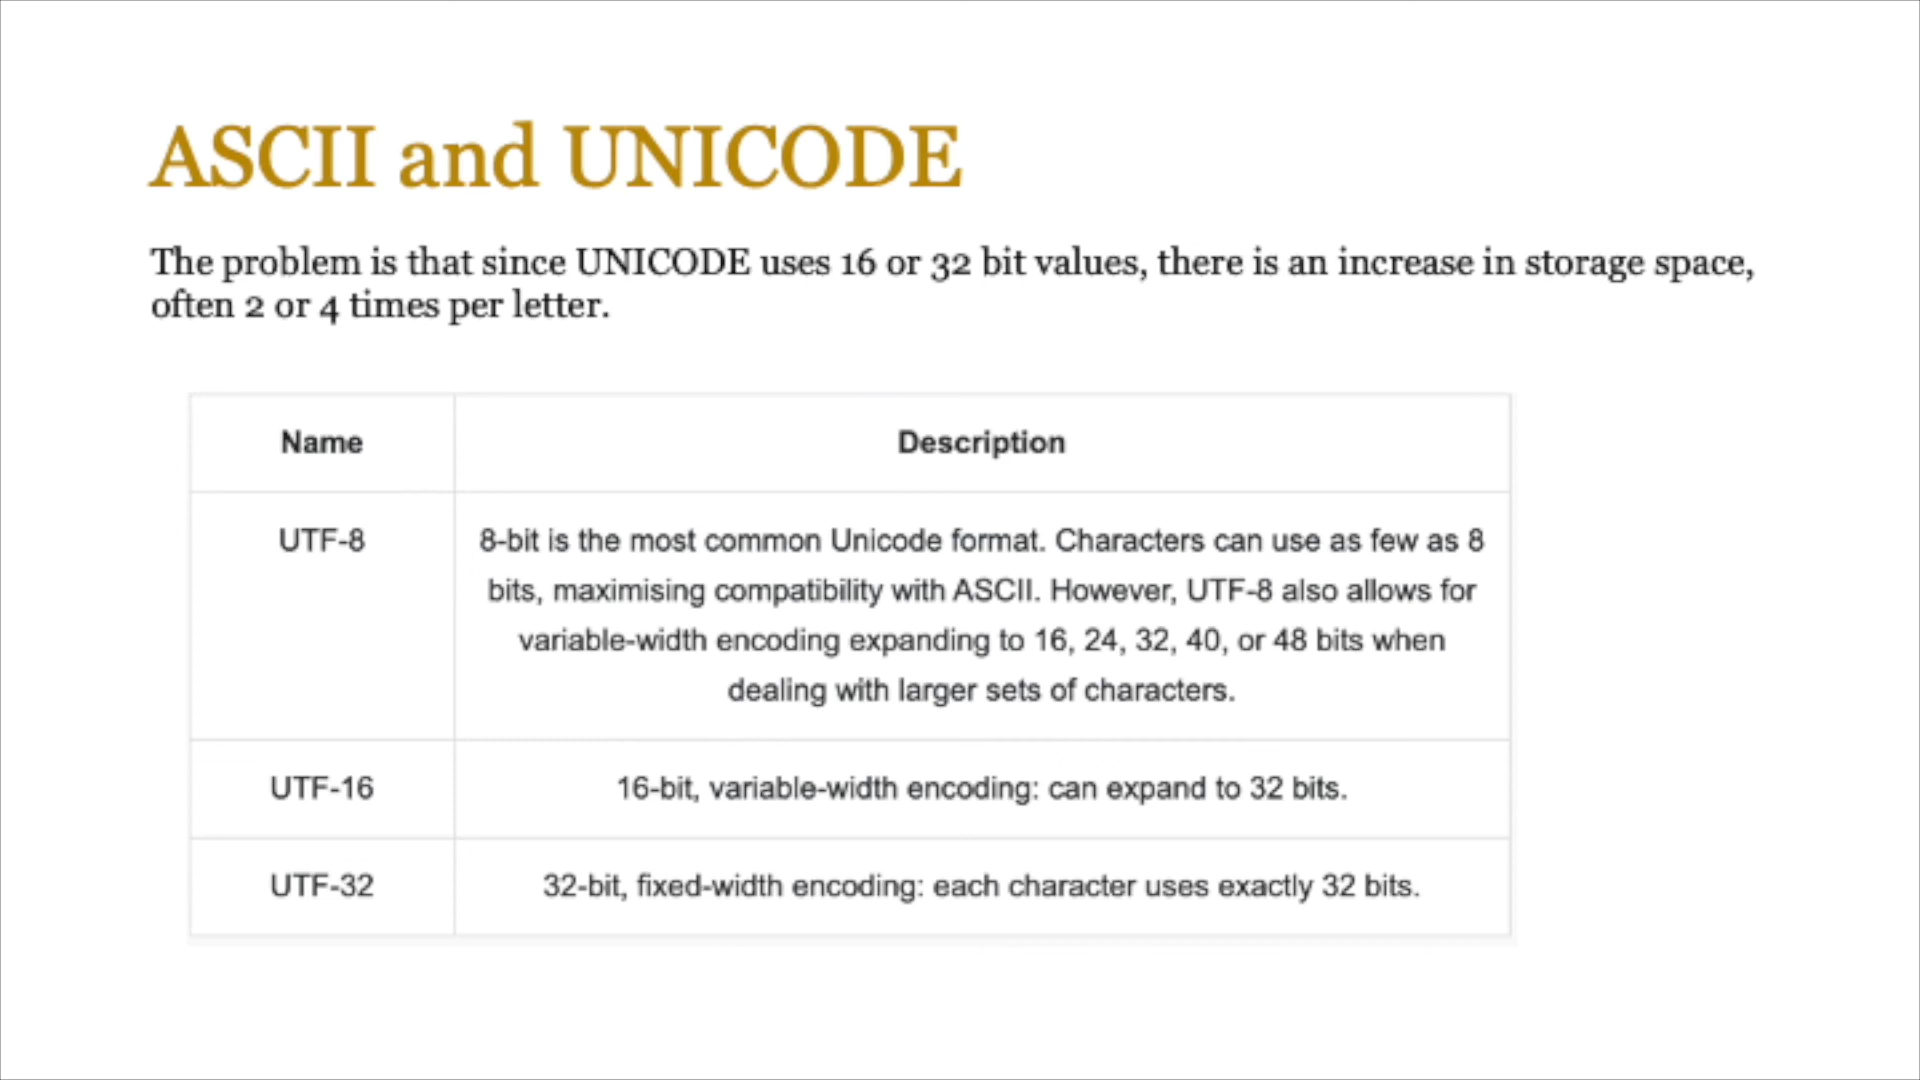 ASCII and UNICODE
The problem is that since UNICODE uses 16 or 32 bit values, there is an increase in storage space,
often 2 or 4 times per letter.
Name Description
UTF-8 8-bit is the most common Unicode format. Characters can use as few as 8
bits, maximising compatibility with ASCII. However, UTF-8 also allows for
variable-width encoding expanding to 16, 24, 32, 40, or 48 bits when
dealing with larger sets of characters.
UTF-16 16-bit, variable-width encoding: can expand to 32 bits.
UTF-32 32-bit, fixed-width encoding: each character uses exactly 32 bits.